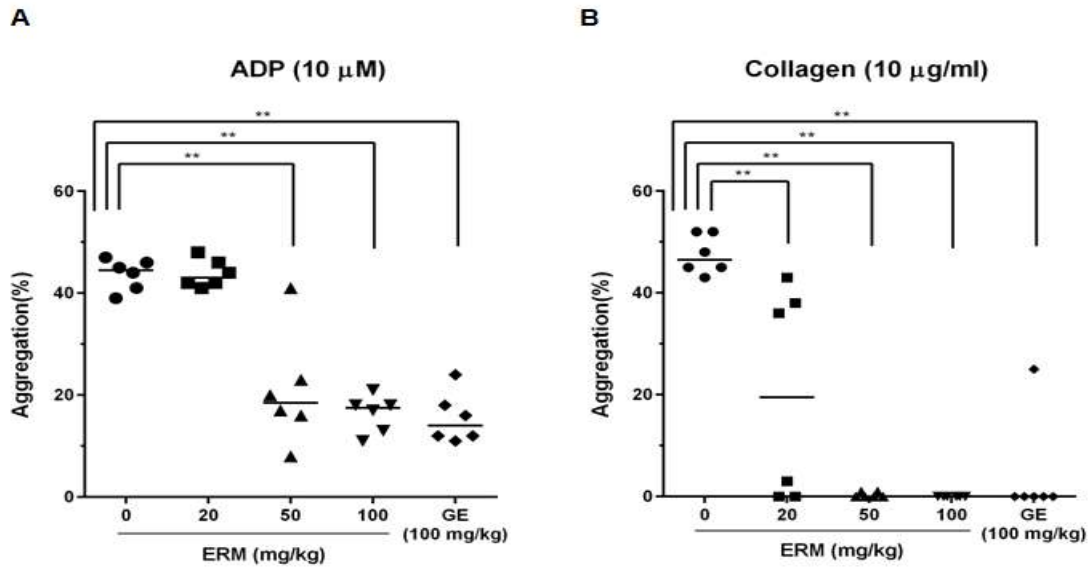 A
B
ADP (10 μM)
Collagen (10 μg/ml)
**
**
**
**
**
**
**
Aggregation(%)
60
40
20
0
0 20 50 100 GE
(100 mg/kg)
ERM (mg/kg)
Aggregation(%)
60
40
20
0
0 20 50 100 GE
(100 mg/kg)
ERM (mg/kg)